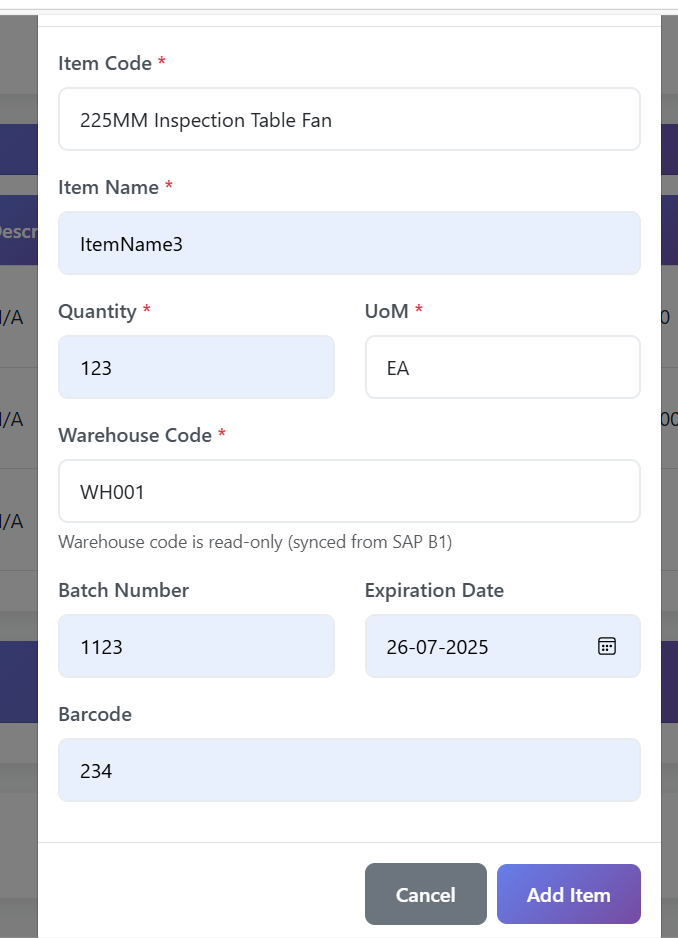 Item Code *
225MM Inspection Table Fan
Item Name *
ItemName3
Quantity * UoM *
123 EA
Warehouse Code *
WH001
Warehouse code is read-only (synced from SAP B1)
Batch Number Expiration Date
1123 26-07-2025
Barcode
234
Cancel Add Item